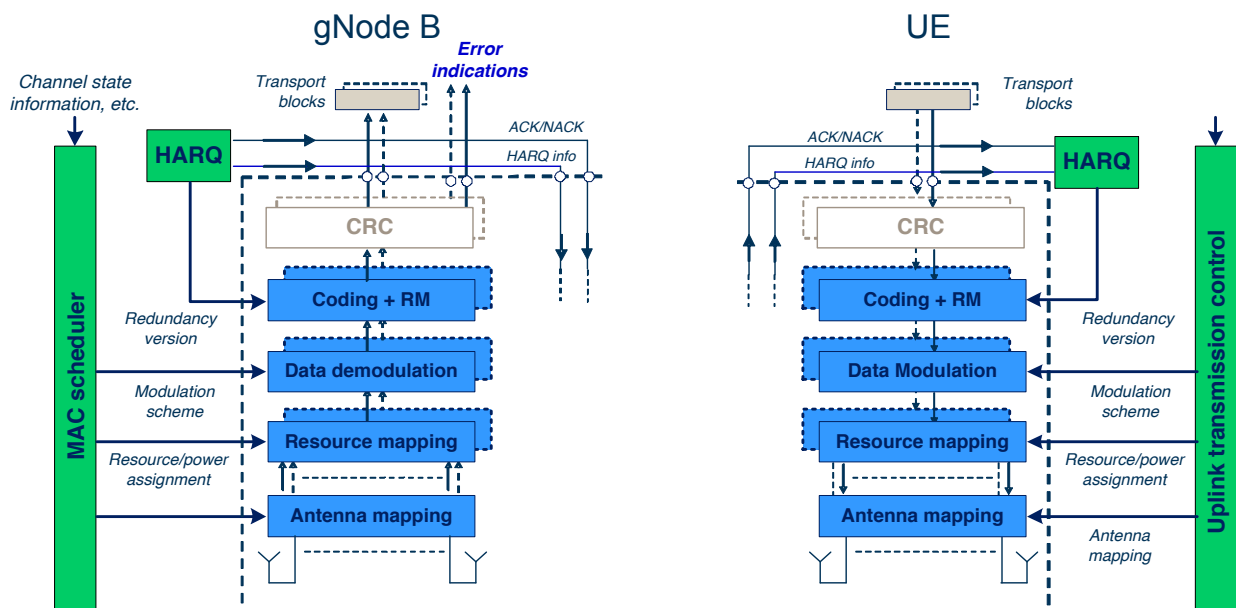 gNode B
Error
indications
Transport
blocks
Channel state
information, etc.
HARQ
ACK/NACK
HARQ info
CRC
Coding + RM
Redundancy
version
Data demodulation
Modulation
scheme
Resource mapping
Resource/power
assignment
Antenna mapping
MAC scheduler
UE
Transport
blocks
ACK/NACK
HARQ info
HARQ
CRC
Coding + RM
Redundancy
version
Data Modulation
Modulation
scheme
Resource mapping
Resource/power
assignment
Antenna mapping
Antenna
mapping
Uplink transmission control